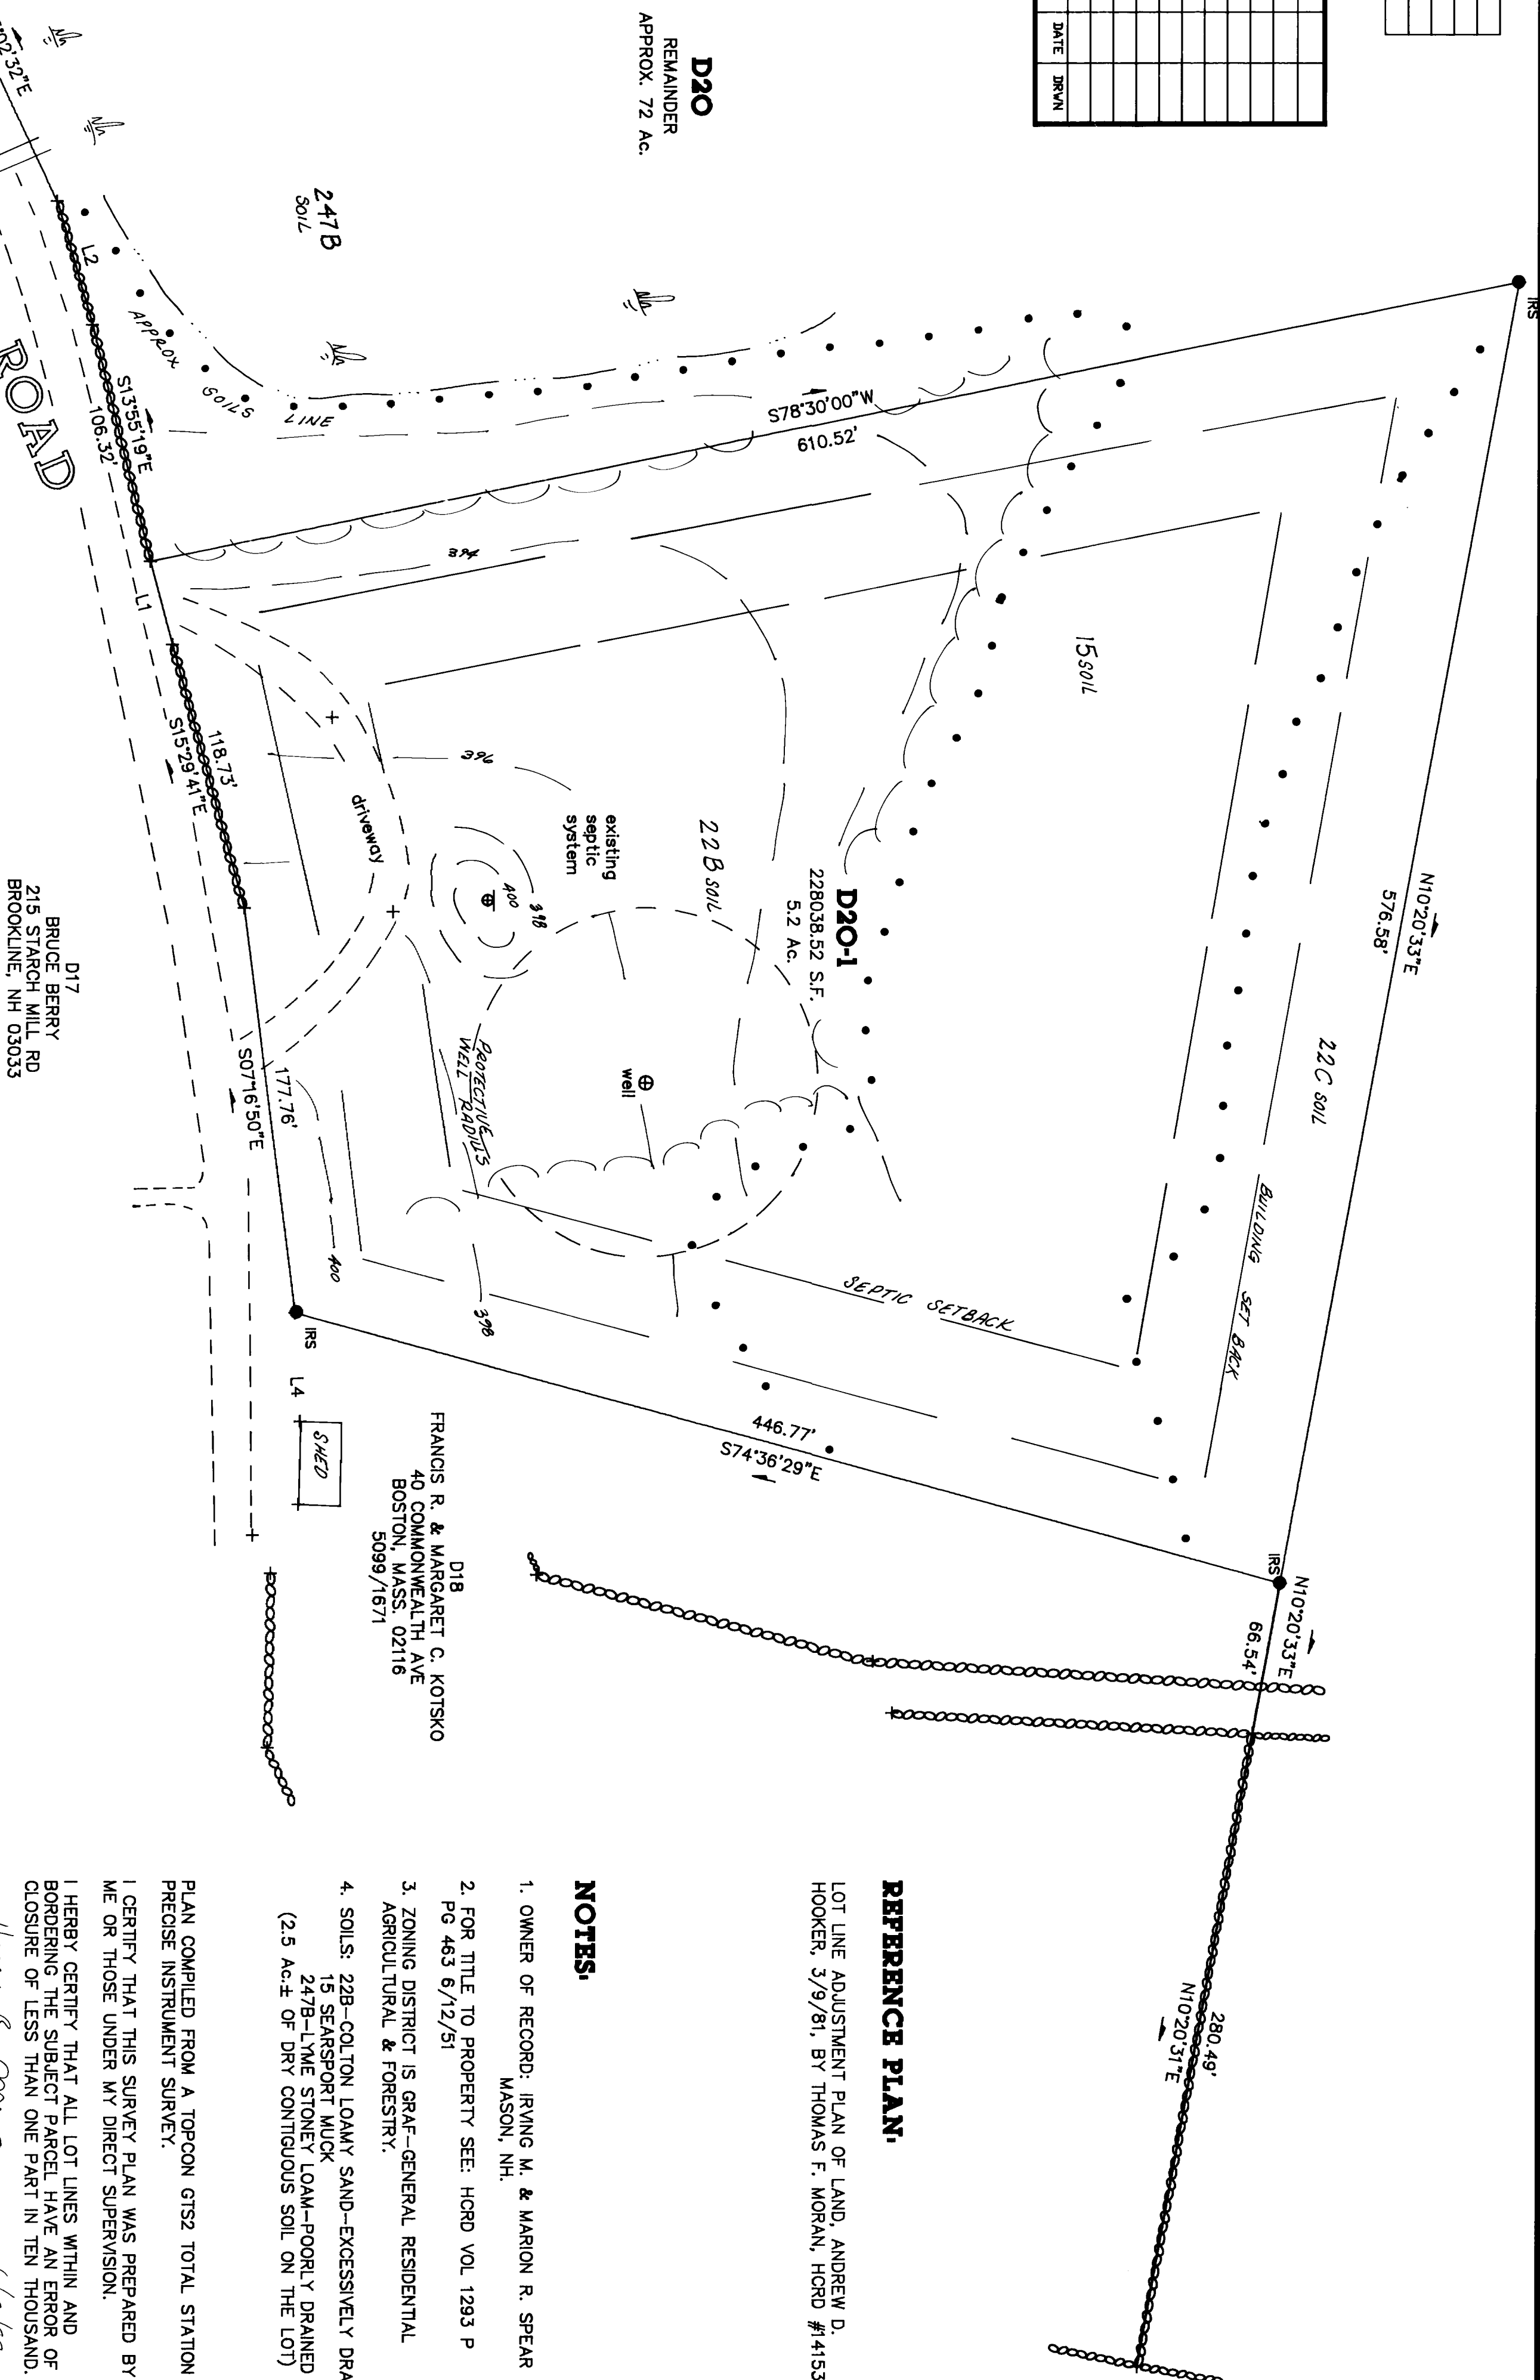 DATE
DRWN
D20
REMAINDER
APPROX. 72 Ac.
247B
SOIL
L2
APPROX
SOILS
LINE
S13°55'19"E
106.32'
ROAD
L1
IRS
S78°30'00"W
610.52'
394
15 SOIL
118.73'
S15°29'41"E
396
driveway
existing
septic
system
400
398
22B SOIL
D20-1
228038.52 S.F.
5.2 Ac.
N10°20'33"E
576.58'
22C SOIL
PROTECTIVE
WELL RADIUS
well
S07°16'50"E
177.76'
400
398
BUILDING SET BACK
SEPTIC SETBACK
IRS
L4
SHED
446.77'
S74°36'29"E
IRS
N10°20'33"E
66.54'
280.49'
N10°20'31"E
D17
BRUCE BERRY
215 STARCH MILL RD
BROOKLINE, NH 03033
D18
FRANCIS R. & MARGARET C. KOTSKO
40 COMMONWEALTH AVE
BOSTON, MASS. 02116
5099/1671
REFERENCE PLAN:
LOT LINE ADJUSTMENT PLAN OF LAND, ANDREW D.
HOOKER, 3/9/81, BY THOMAS F. MORAN, HCRD #14153
NOTES:
1. OWNER OF RECORD: IRVING M. & MARION R. SPEAR
MASON, NH.
2. FOR TITLE TO PROPERTY SEE: HCRD VOL 1293 P
PG 463 6/12/51
3. ZONING DISTRICT IS GRAF-GENERAL RESIDENTIAL
AGRICULTURAL & FORESTRY.
4. SOILS: 22B-COLTON LOAMY SAND-EXCESSIVELY DRA
15 SEARSPORT MUCK
247B-LYME STONEY LOAM-POORLY DRAINED
(2.5 Ac.± OF DRY CONTIGUOUS SOIL ON THE LOT)
PLAN COMPILED FROM A TOPCON GTS2 TOTAL STATION
PRECISE INSTRUMENT SURVEY.
I CERTIFY THAT THIS SURVEY PLAN WAS PREPARED BY
ME OR THOSE UNDER MY DIRECT SUPERVISION.
I HERBY CERTIFY THAT ALL LOT LINES WITHIN AND
BORDERING THE SUBJECT PARCEL HAVE AN ERROR OF
CLOSURE OF LESS THAN ONE PART IN TEN THOUSAND.